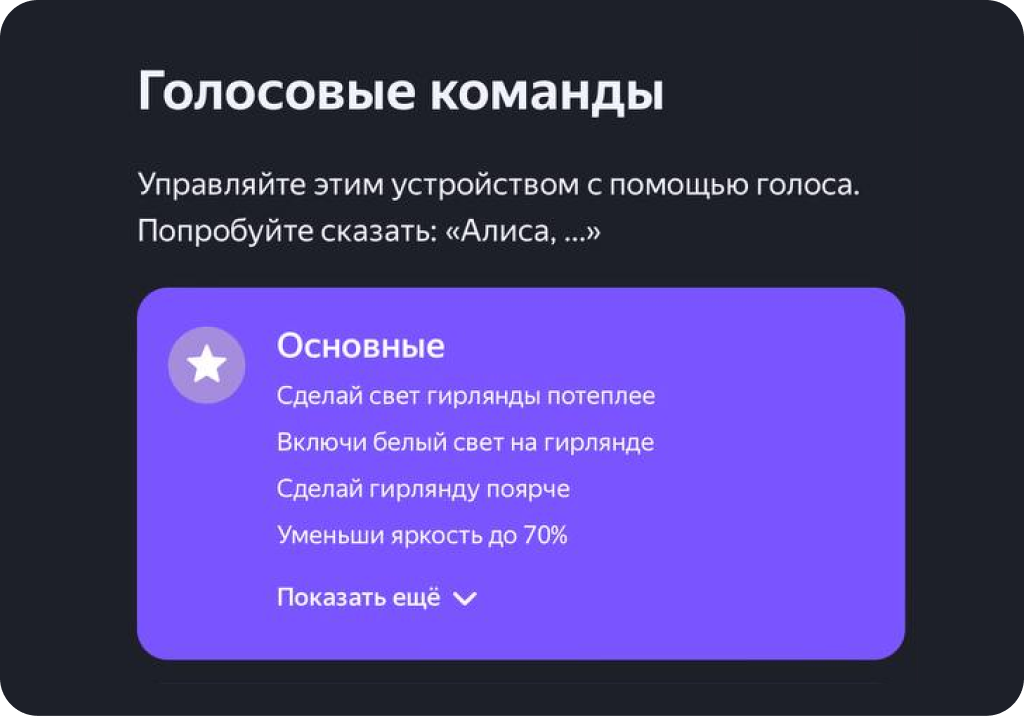 Голосовые команды
Управляйте этим устройством с помощью голоса.
Попробуйте сказать: «Алиса, ...»
Основные
Сделай свет гирлянды потеплее
Включи белый свет на гирлянде
Сделай гирлянду поярче
Уменьши яркость до 70%
Показать ещё